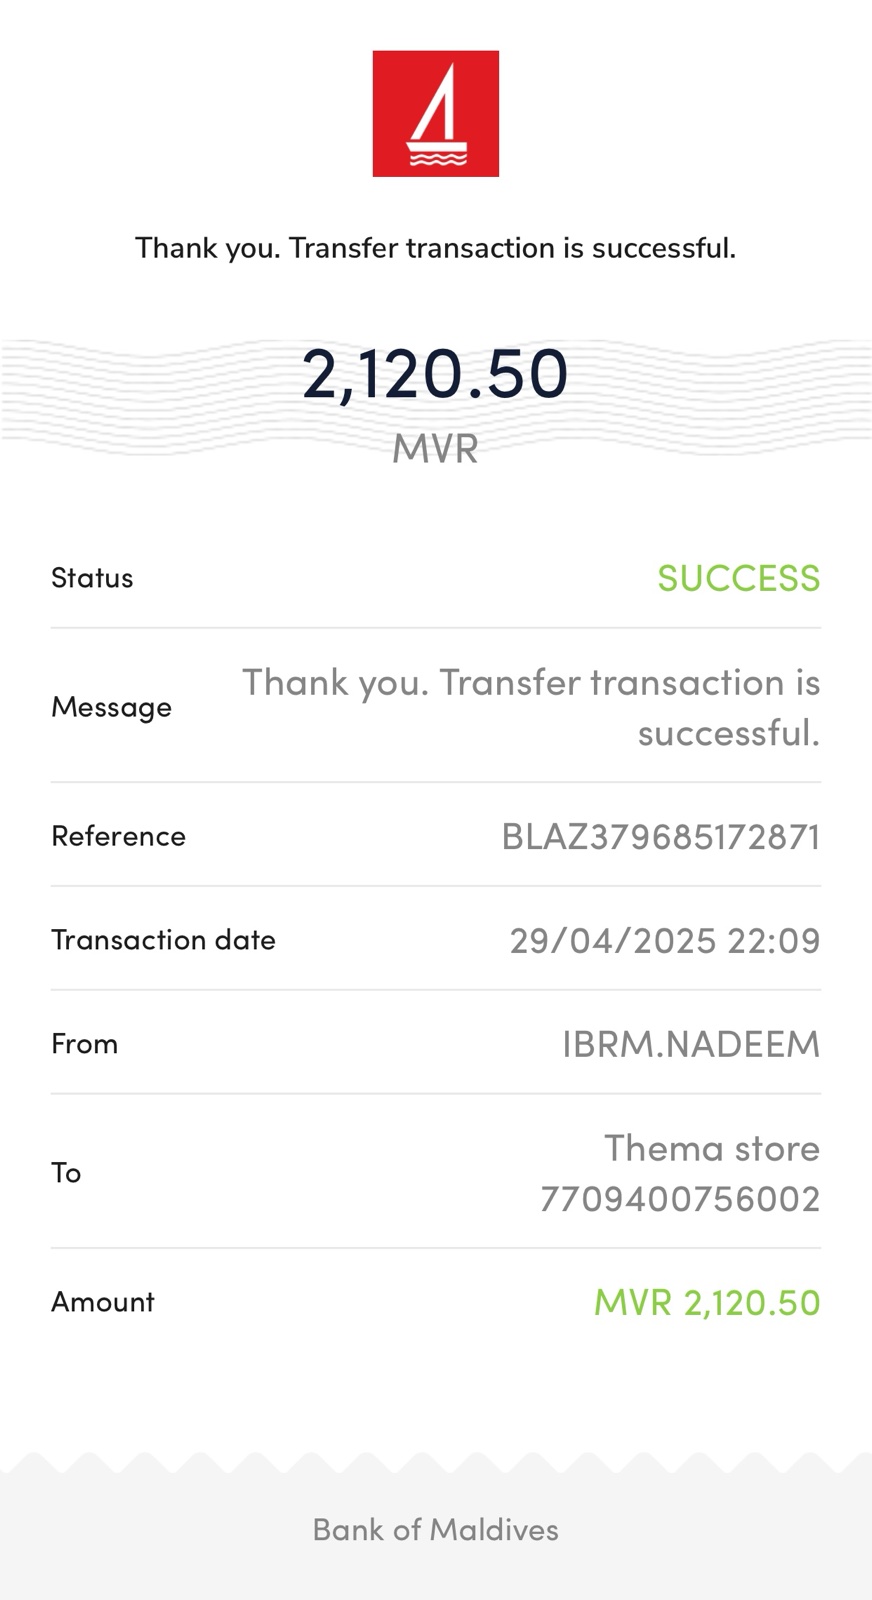 Thank you. Transfer transaction is successful.
2,120.50
MVR
Status
SUCCESS
Message
Thank you. Transfer transaction is
successful.
Reference
BLAZ379685172871
Transaction date
29/04/2025 22:09
From
IBRM.NADEEM
To
Thema store
7709400756002
Amount
MVR 2,120.50
Bank of Maldives